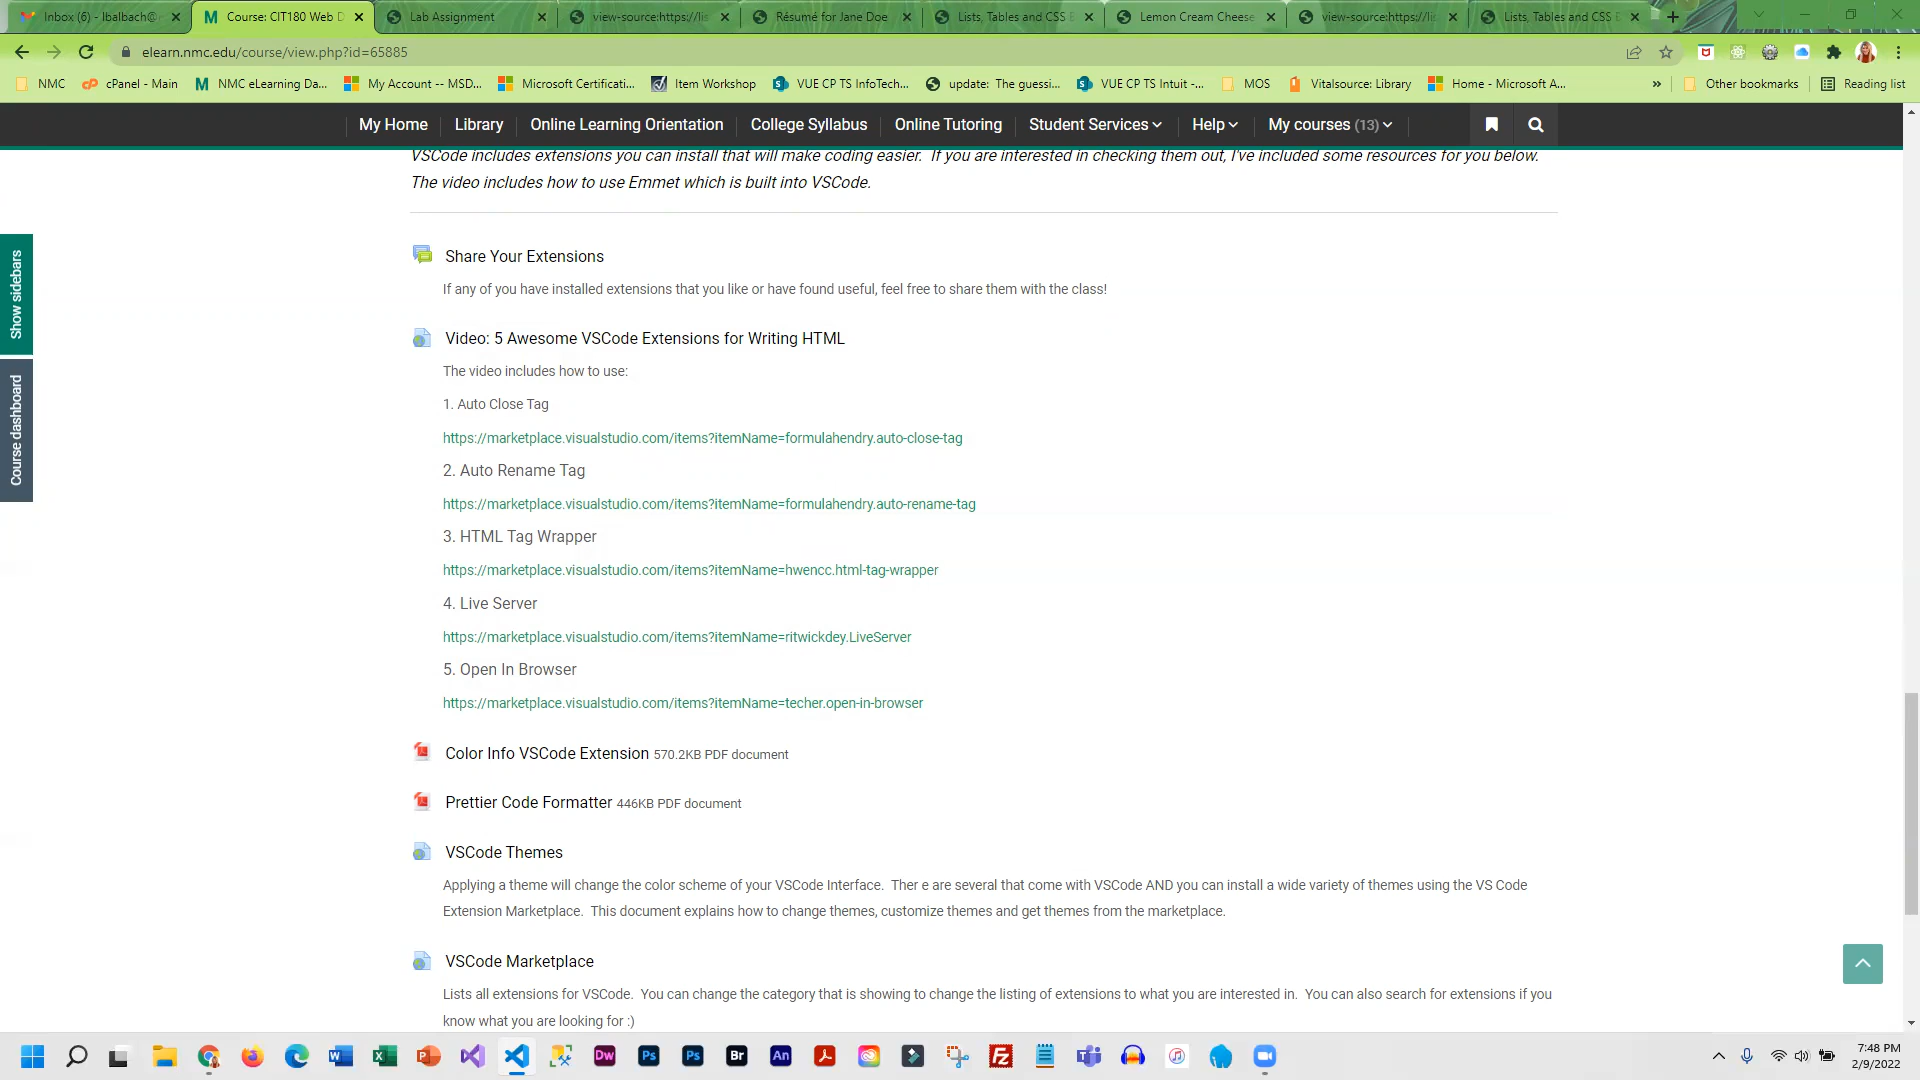 Inbox (6) - lbalbach@
Course: CIT180 Web D
Lab Assignment
view-source:https://lis
Résumé for Jane Doe
Lists, Tables and CSS E
Lemon Cream Cheese
view-source:https://li
Lists, Tables and CSS E
elearn.nmc.edu/course/view.php?id=65885
NMC
cPanel - Main
NMC eLearning Da...
My Account -- MSD...
Microsoft Certificati...
Item Workshop
VUE CP TS InfoTech...
update: The guessi...
VUE CP TS Intuit -...
MOS
Vitalsource: Library
Home - Microsoft A...
Other bookmarks
Reading list
My Home
Library
Online Learning Orientation
College Syllabus
Online Tutoring
Student Services
Help
My courses (13)
VSCode includes extensions you can install that will make coding easier. If you are interested in checking them out, I've included some resources for you below.
The video includes how to use Emmet which is built into VSCode.
Show sidebars
Course dashboard
Share Your Extensions
If any of you have installed extensions that you like or have found useful, feel free to share them with the class!
Video: 5 Awesome VSCode Extensions for Writing HTML
The video includes how to use:
1. Auto Close Tag
https://marketplace.visualstudio.com/items?itemName=formulahendry.auto-close-tag
2. Auto Rename Tag
https://marketplace.visualstudio.com/items?itemName=formulahendry.auto-rename-tag
3. HTML Tag Wrapper
https://marketplace.visualstudio.com/items?itemName=hwencc.html-tag-wrapper
4. Live Server
https://marketplace.visualstudio.com/items?itemName=ritwickdey.LiveServer
5. Open In Browser
https://marketplace.visualstudio.com/items?itemName=techer.open-in-browser
Color Info VSCode Extension 570.2KB PDF document
Prettier Code Formatter 446KB PDF document
VSCode Themes
Applying a theme will change the color scheme of your VSCode Interface. Ther e are several that come with VSCode AND you can install a wide variety of themes using the VS Code
Extension Marketplace. This document explains how to change themes, customize themes and get themes from the marketplace.
VSCode Marketplace
Lists all extensions for VSCode. You can change the category that is showing to change the listing of extensions to what you are interested in. You can also search for extensions if you
know what you are looking for :)
Dw
Ps
Ps
Br
An
7:48 PM
2/9/2022